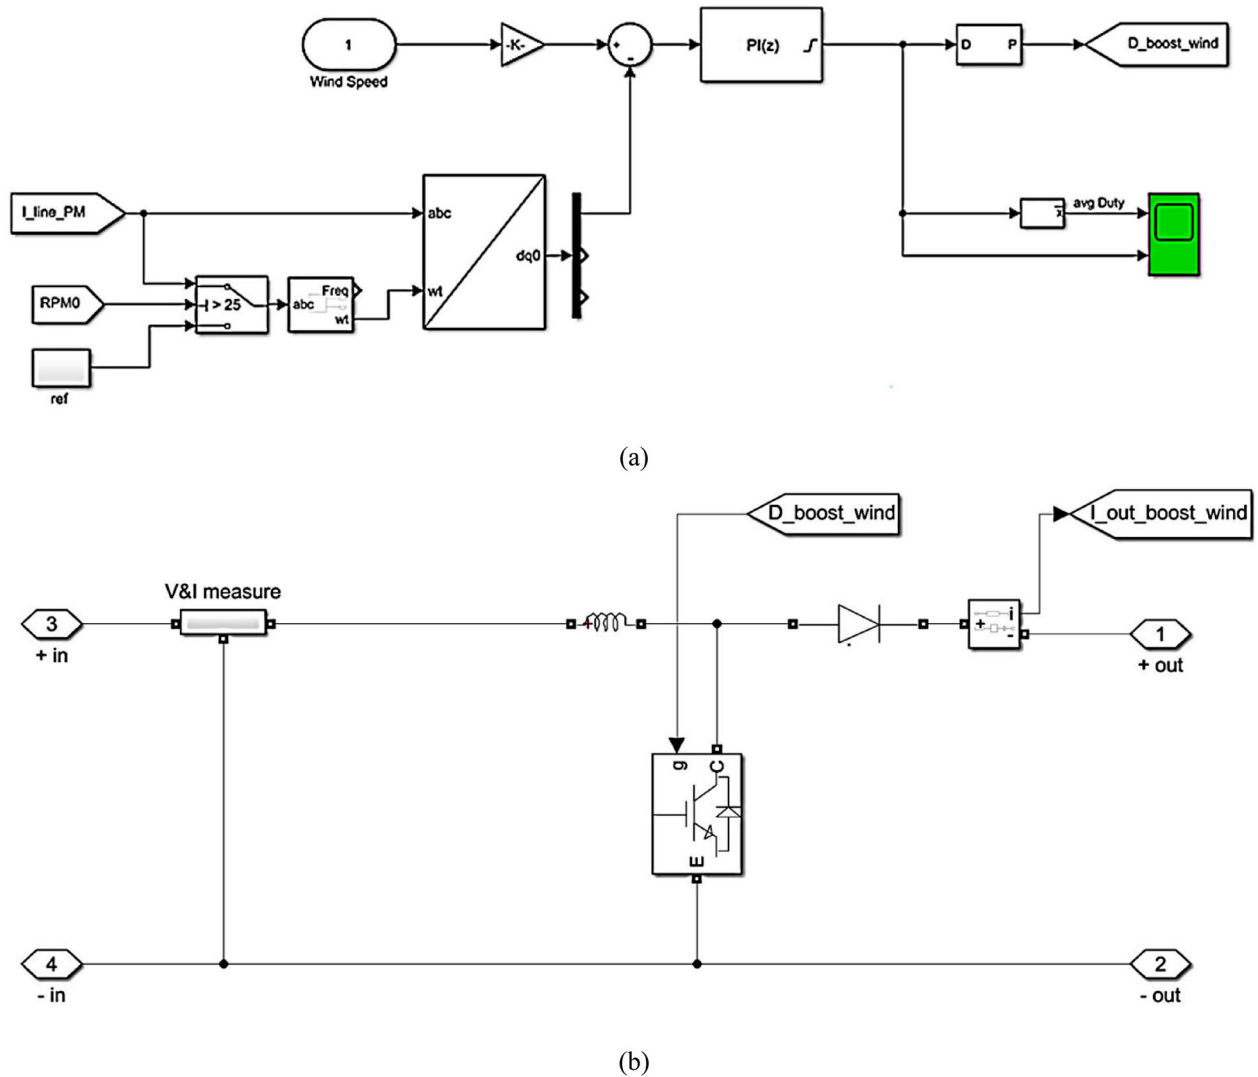 1
Wind Speed
-K-
+
-
PI(z)
D P
D_boost_wind
I_line_PM
abc
dq0
wt
x
avg Duty
RPM0
> 25
abc
Freq
wt
ref
(a)
D_boost_wind
I_out_boost_wind
V&I measure
3
+ in
+
+
i
-
1
+ out
g
C
E
4
- in
2
- out
(b)